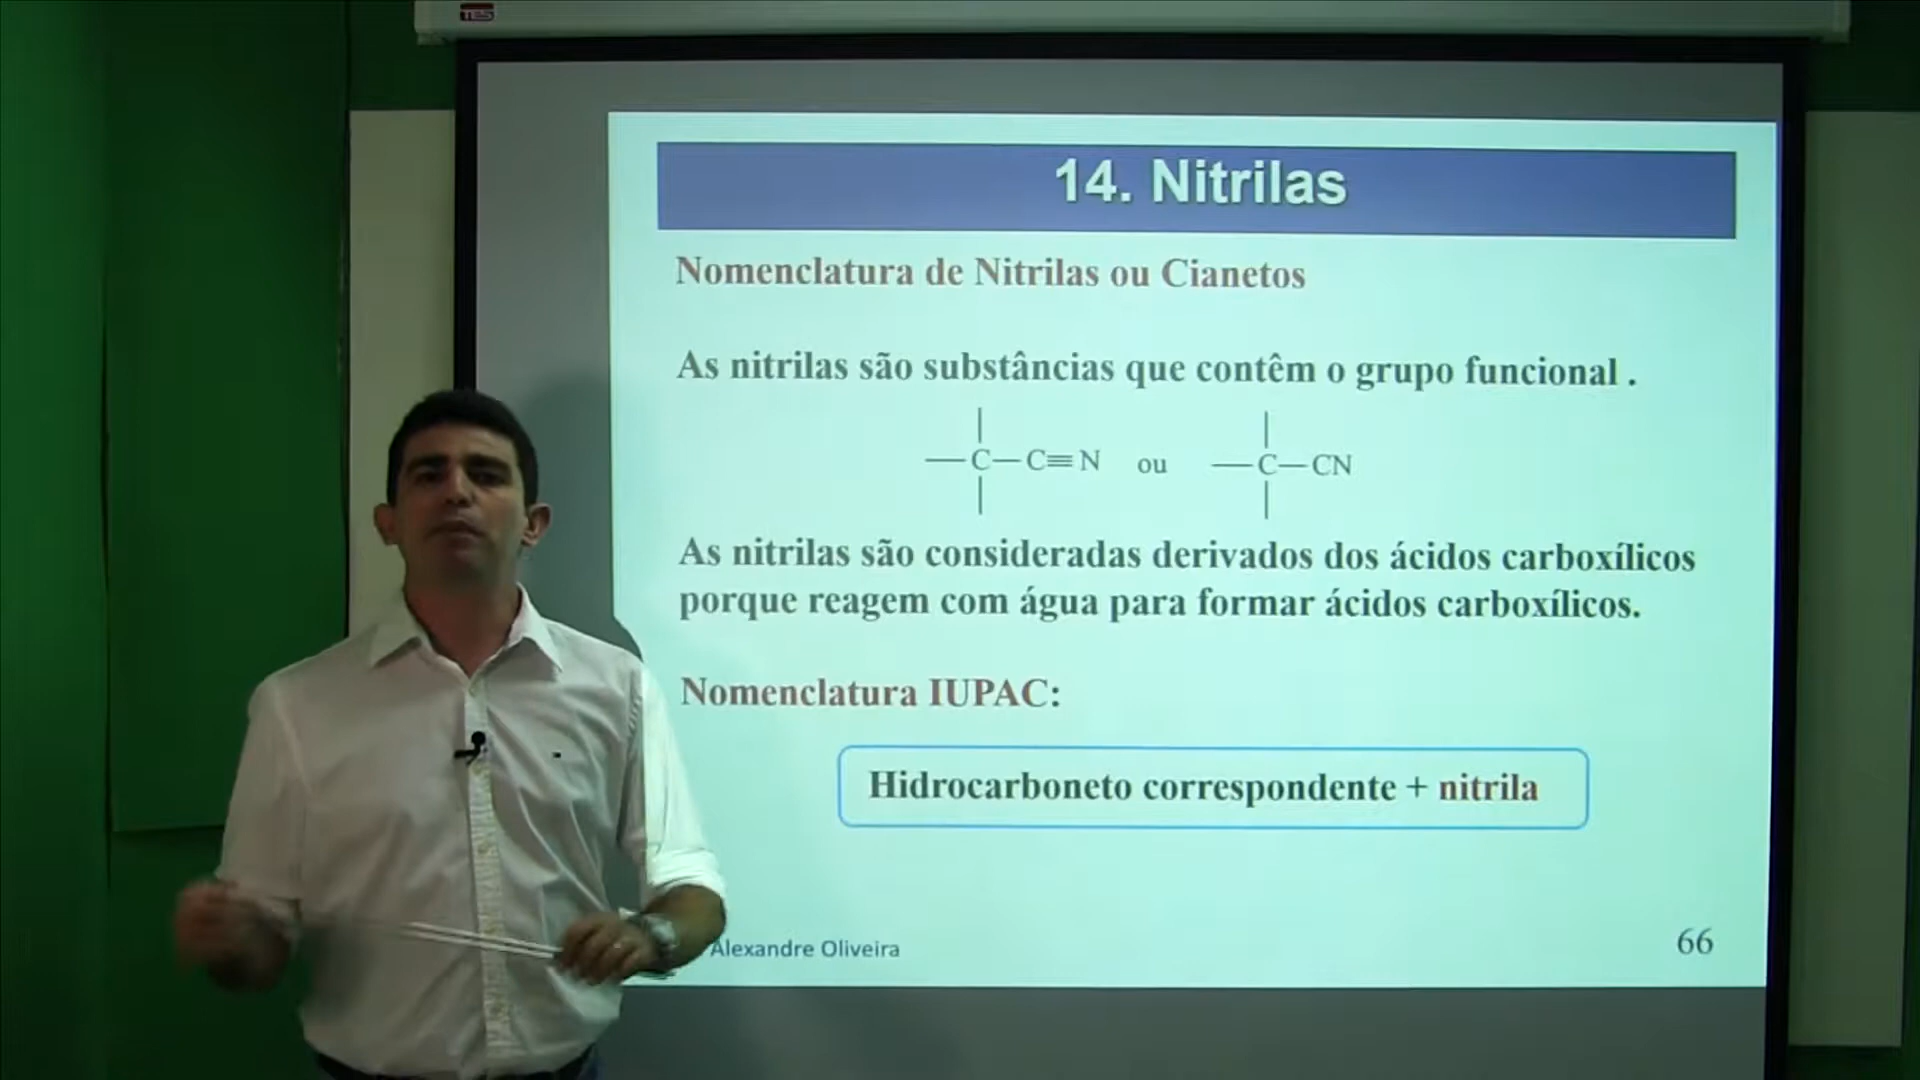 TES
14. Nitrilas
Nomenclatura de Nitrilas ou Cianetos
As nitrilas são substâncias que contêm o grupo funcional .
C C N ou C CN
As nitrilas são consideradas derivados dos ácidos carboxílicos
porque reagem com água para formar ácidos carboxílicos.
Nomenclatura IUPAC:
Hidrocarboneto correspondente + nitrila
Alexandre Oliveira
66